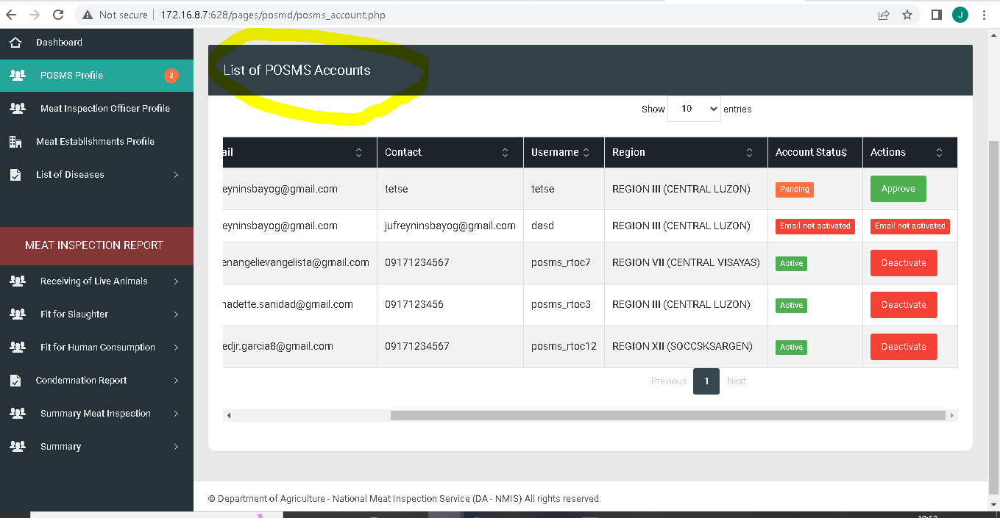 Not secure 172.16.8.7:628/pages/posmd/posms_account.php J
Dashboard
POSMS Profile 2
Meat Inspection Officer Profile
Meat Establishments Profile
List of Diseases
MEAT INSPECTION REPORT
Receiving of Live Animals
Fit for Slaughter
Fit for Human Consumption
Condemnation Report
Summary Meat Inspection
Summary
List of POSMS Accounts
Show 10 entries
ail Contact Username Region Account Status Actions
eyninsbayog@gmail.com tetse tetse REGION III (CENTRAL LUZON) Pending Approve
eyninsbayog@gmail.com jufreyninsbayog@gmail.com dasd REGION III (CENTRAL LUZON) Email not activated Email not activated
enangelievangelista@gmail.com 09171234567 posms_rtoc7 REGION VII (CENTRAL VISAYAS) Active Deactivate
nadette.sanidad@gmail.com 0917123456 posms_rtoc3 REGION III (CENTRAL LUZON) Active Deactivate
edjr.garcia8@gmail.com 09171234567 posms_rtoc12 REGION XII (SOCCSKSARGEN) Active Deactivate
Previous 1 Next
© Department of Agriculture - National Meat Inspection Service (DA - NMIS) All rights reserved.